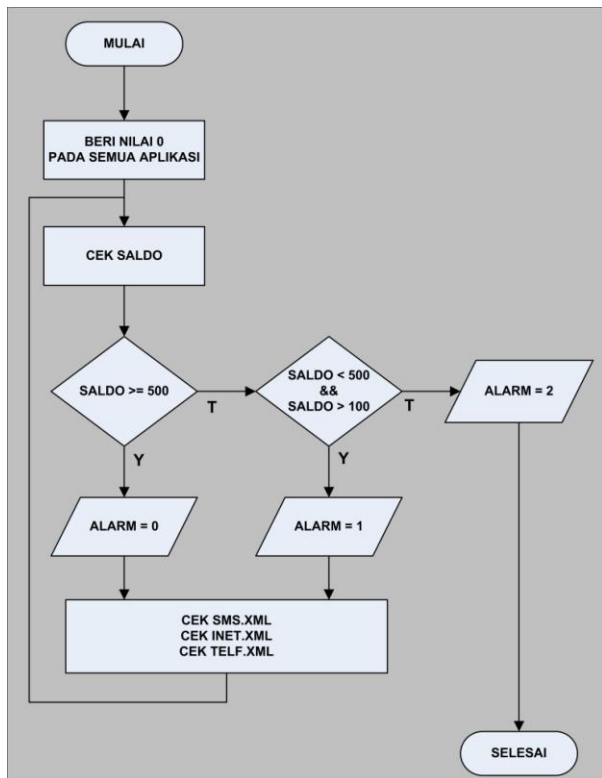 MULAI
BERI NILAI 0
PADA SEMUA APLIKASI
CEK SALDO
SALDO >= 500
T
SALDO < 500
&&
SALDO > 100
T
ALARM = 2
Y
Y
ALARM = 0
ALARM = 1
CEK SMS.XML
CEK INET.XML
CEK TELF.XML
SELESAI